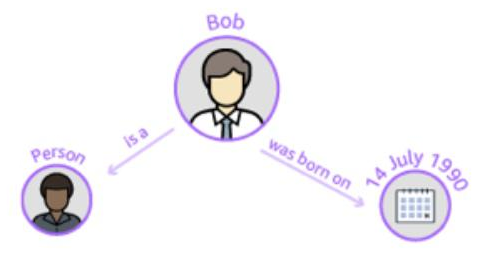 Bob
is a
Person
was born on
14 July 1990